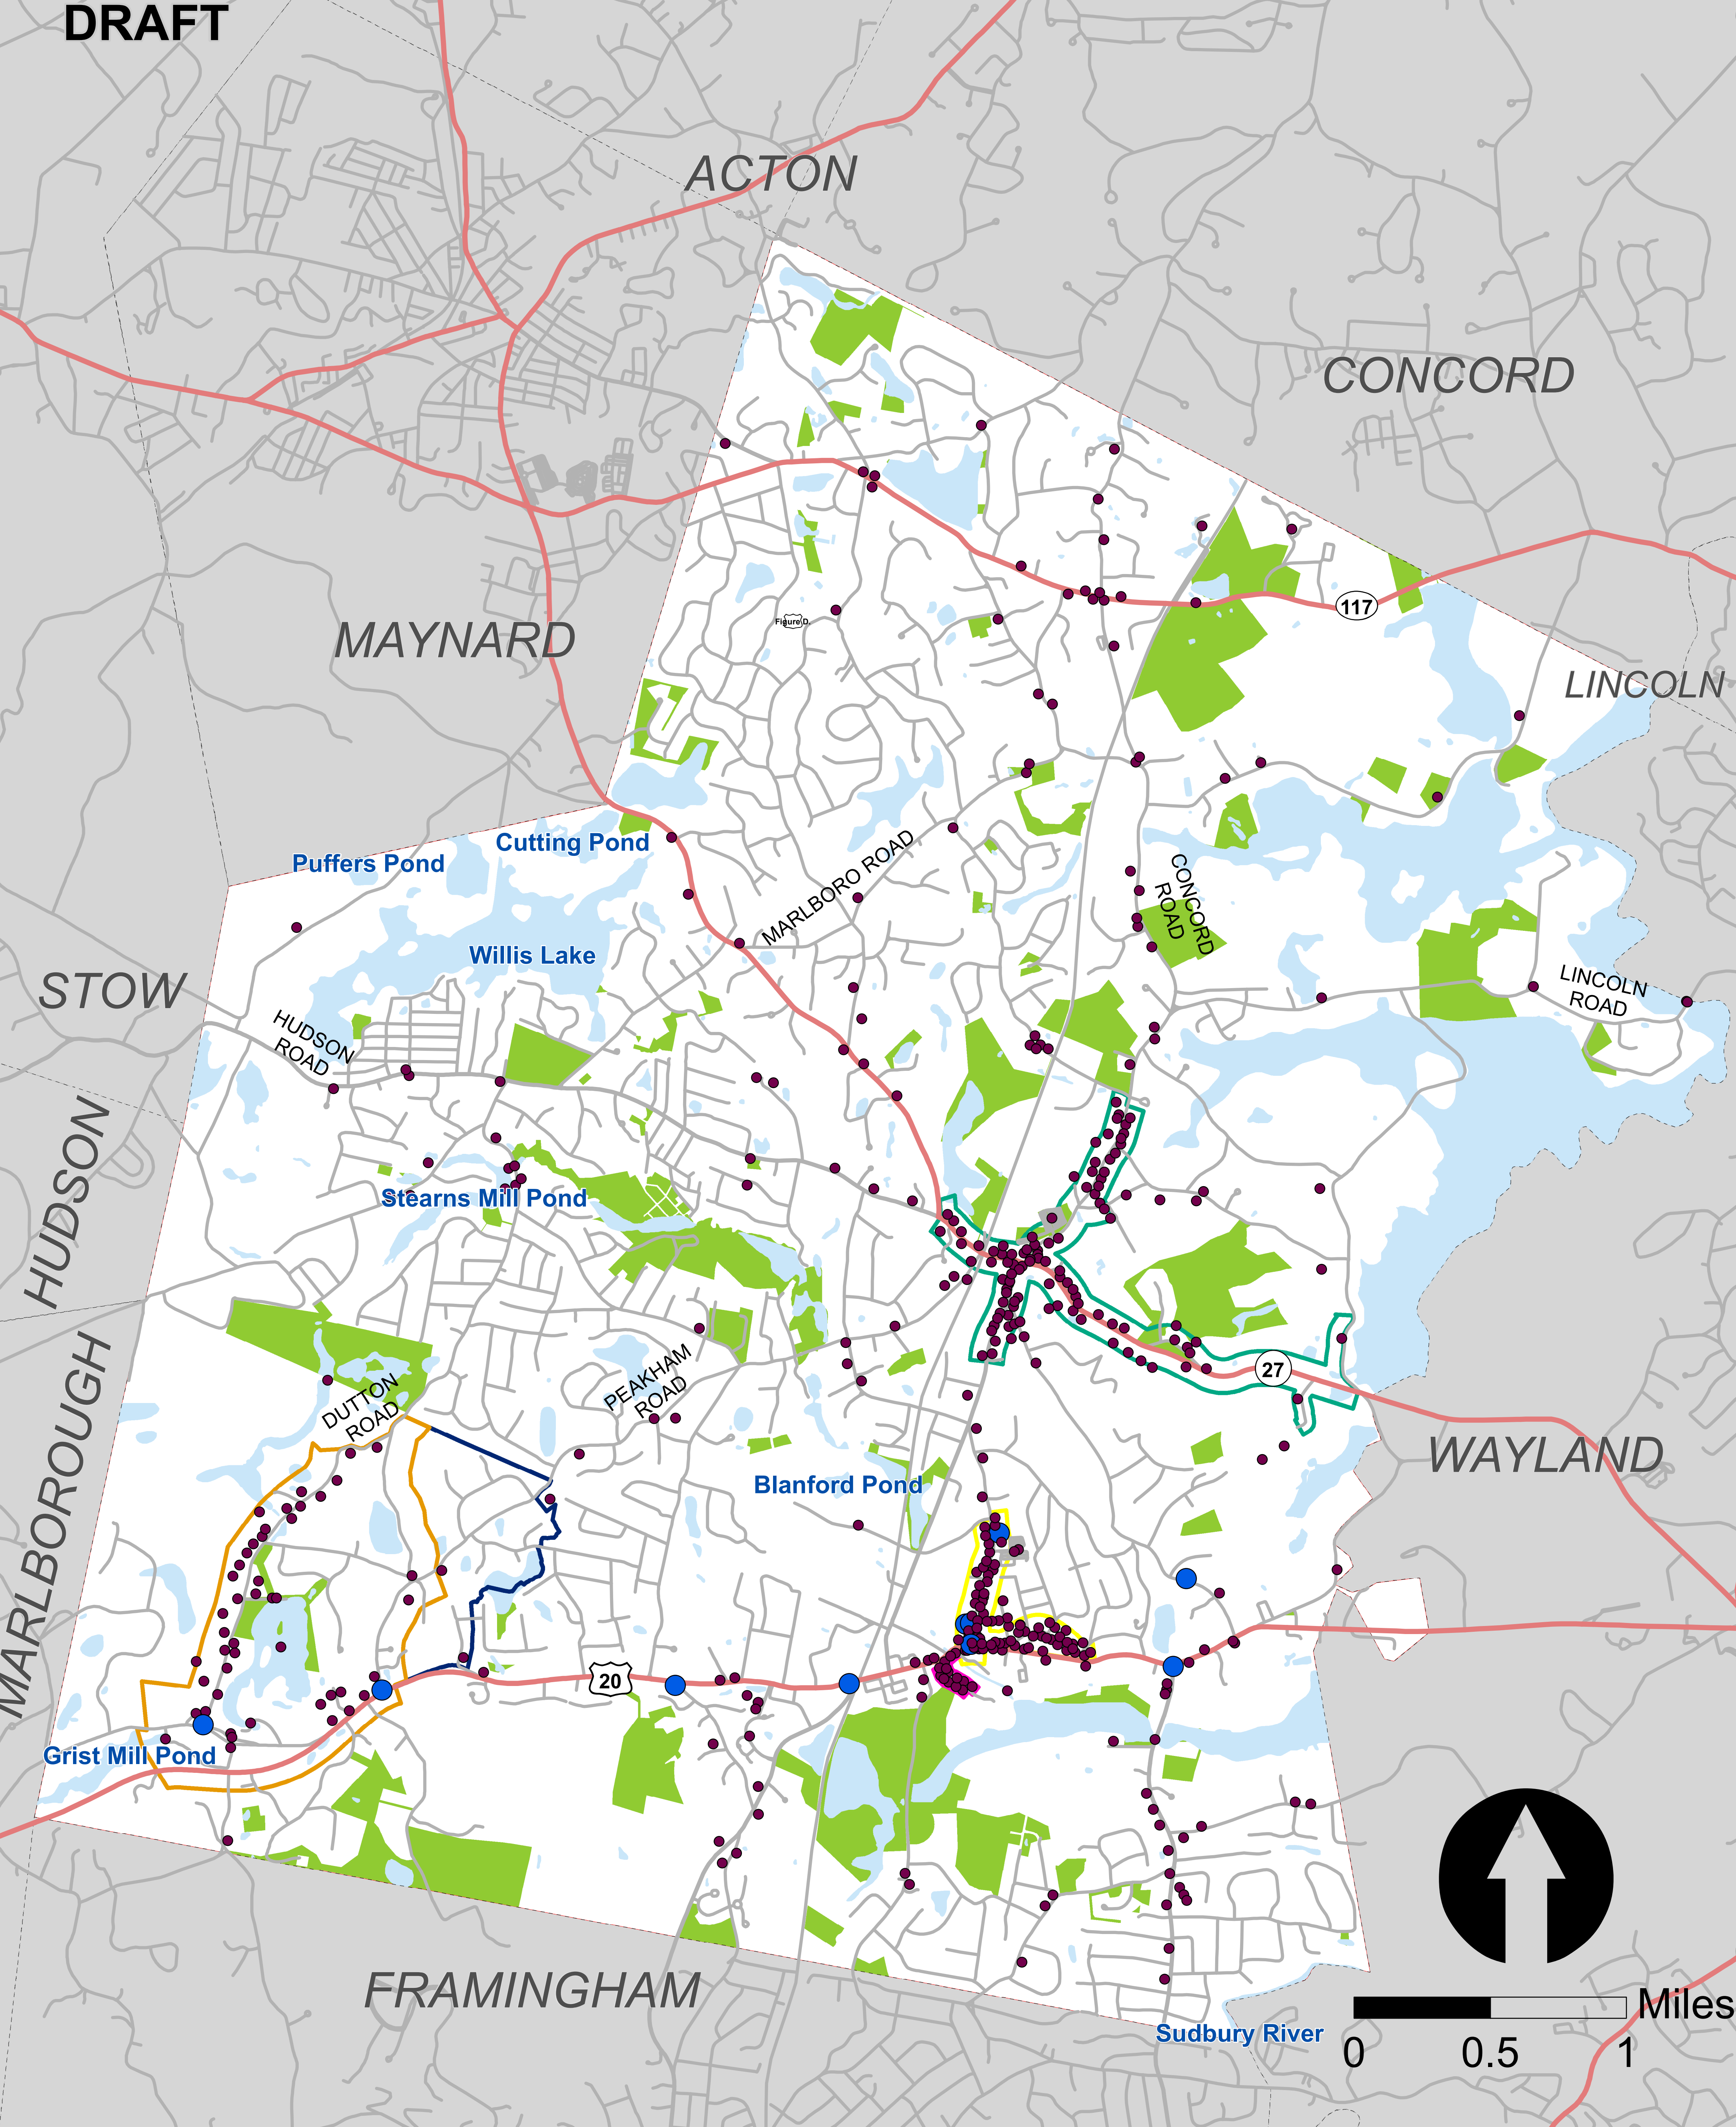 DRAFT
ACTON
CONCORD
117
Figure D.
MAYNARD
LINCOLN
Cutting Pond
Puffers Pond
MARLBORO ROAD
CONCORD
ROAD
Willis Lake
STOW
LINCOLN
ROAD
HUDSON
ROAD
HUDSON
Stearns Mill Pond
PEAKHAM
ROAD
27
DUTTON
ROAD
MARLBOROUGH
WAYLAND
Blanford Pond
20
Grist Mill Pond
FRAMINGHAM
Sudbury River
Miles
0 0.5 1